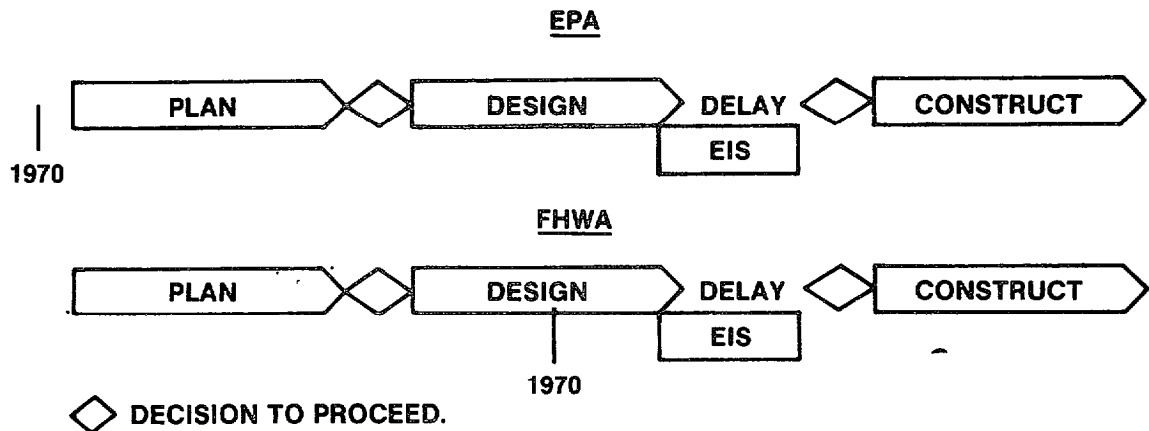 EPA
PLAN DESIGN DELAY CONSTRUCT
EIS
1970
FHWA
PLAN DESIGN DELAY CONSTRUCT
EIS
1970
DECISION TO PROCEED.